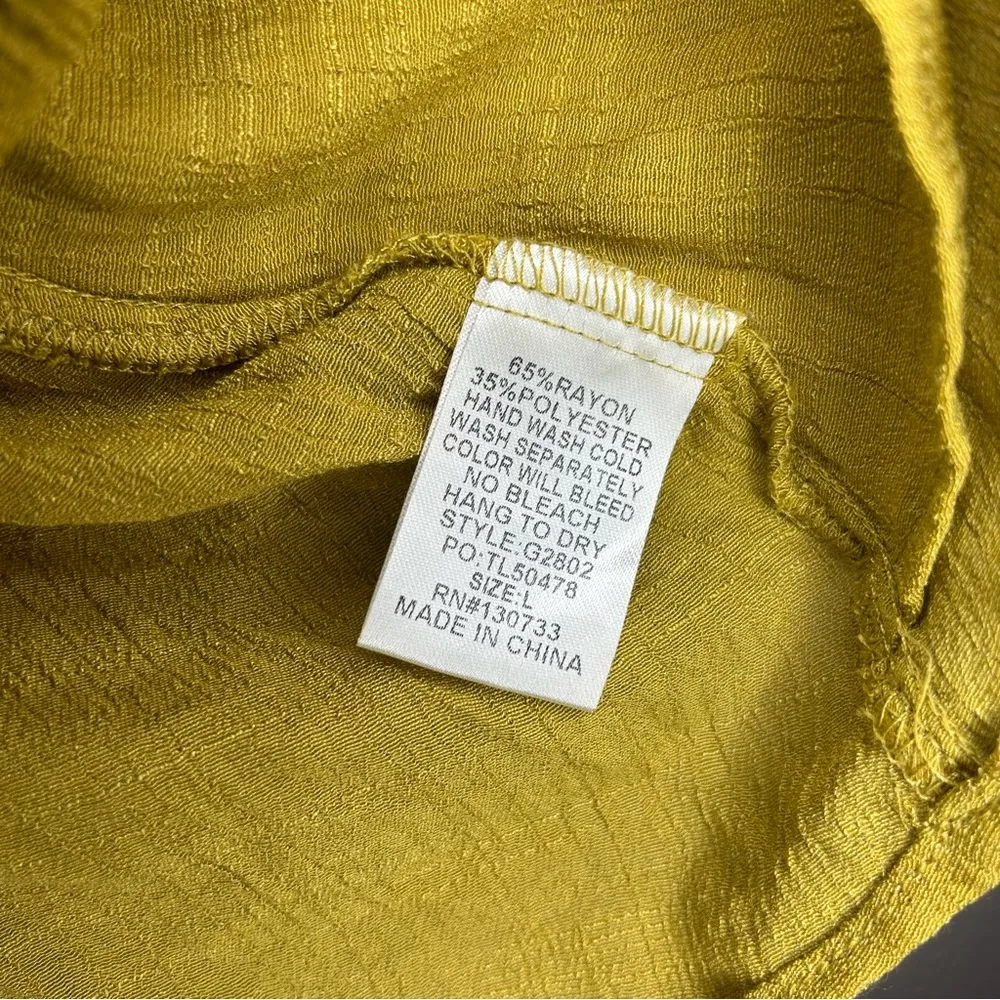 65%RAYON
35%POLYESTER
HAND WASH COLD
WASH SEPARATELY
COLOR WILL BLEED
NO BLEACH
HANG TO DRY
STYLE:G2802
PO:TL50478
SIZE:L
RN#130733
MADE IN CHINA